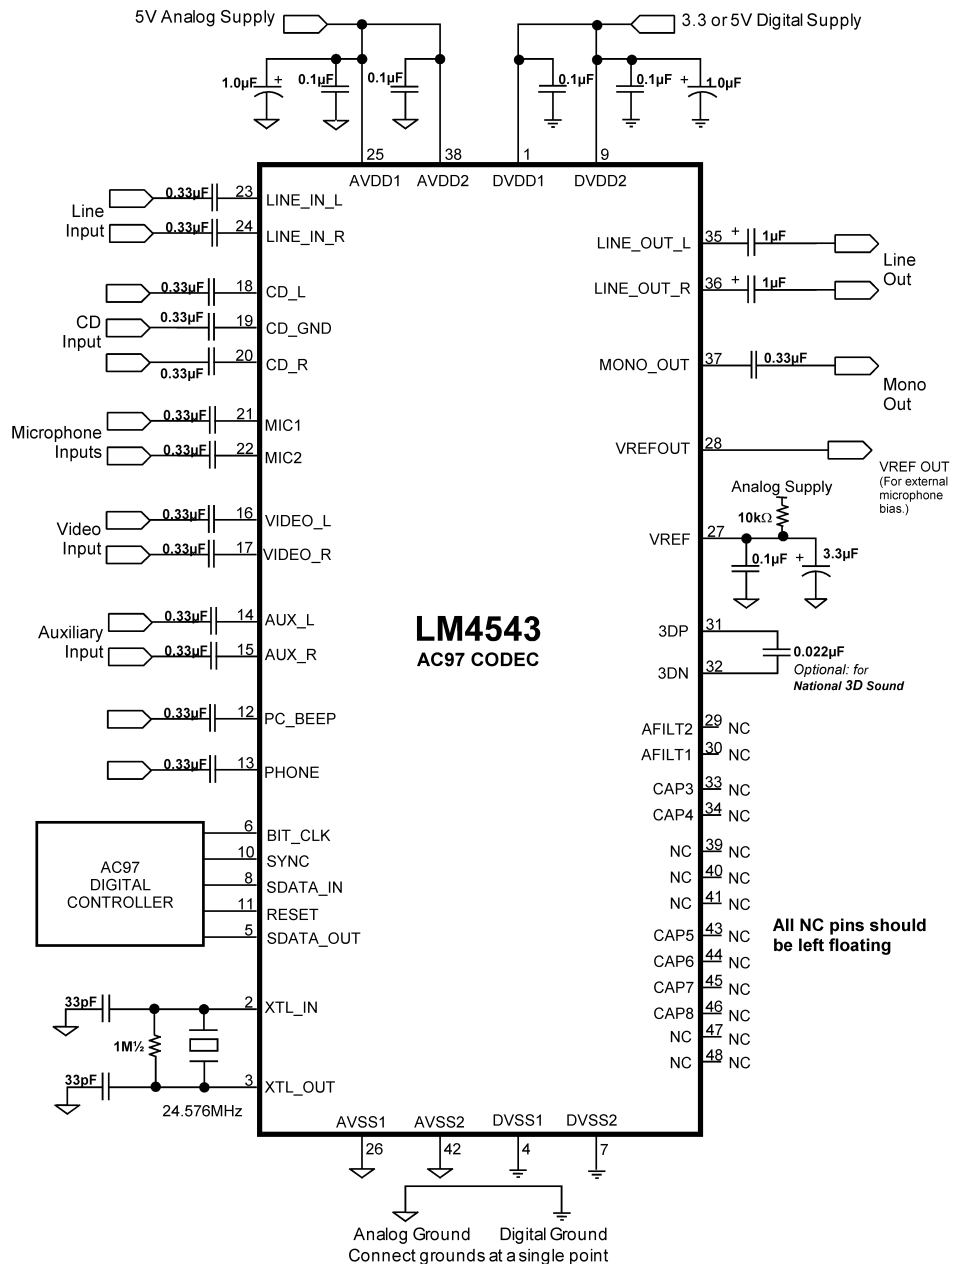 5V Analog Supply
3.3 or 5V Digital Supply
1.0µF +
0.1µF
0.1µF
0.1µF
0.1µF
+ 1.0µF
25
38
1
9
AVDD1
AVDD2
DVDD1
DVDD2
Line
Input
0.33µF
23
LINE_IN_L
0.33µF
24
LINE_IN_R
CD
Input
0.33µF
18
CD_L
0.33µF
19
CD_GND
0.33µF
20
CD_R
Microphone
Inputs
0.33µF
21
MIC1
0.33µF
22
MIC2
Video
Input
0.33µF
16
VIDEO_L
0.33µF
17
VIDEO_R
Auxiliary
Input
0.33µF
14
AUX_L
0.33µF
15
AUX_R
0.33µF
12
PC_BEEP
0.33µF
13
PHONE
AC97
DIGITAL
CONTROLLER
6
BIT_CLK
10
SYNC
8
SDATA_IN
11
RESET
5
SDATA_OUT
33pF
2
XTL_IN
1M½
33pF
3
XTL_OUT
24.576MHz
LM4543
AC97 CODEC
LINE_OUT_L
35
+
1µF
LINE_OUT_R
36
+
1µF
Line
Out
MONO_OUT
37
0.33µF
Mono
Out
VREFOUT
28
VREF OUT
(For external
microphone
bias.)
Analog Supply
10kΩ
VREF
27
0.1µF
+
3.3µF
3DP
31
3DN
32
0.022µF
Optional: for
National 3D Sound
AFILT2
29
NC
AFILT1
30
NC
CAP3
33
NC
CAP4
34
NC
NC
39
NC
NC
40
NC
NC
41
NC
CAP5
43
NC
CAP6
44
NC
CAP7
45
NC
CAP8
46
NC
NC
47
NC
NC
48
NC
All NC pins should
be left floating
AVSS1
AVSS2
DVSS1
DVSS2
26
42
4
7
Analog Ground
Digital Ground
Connect grounds at a single point